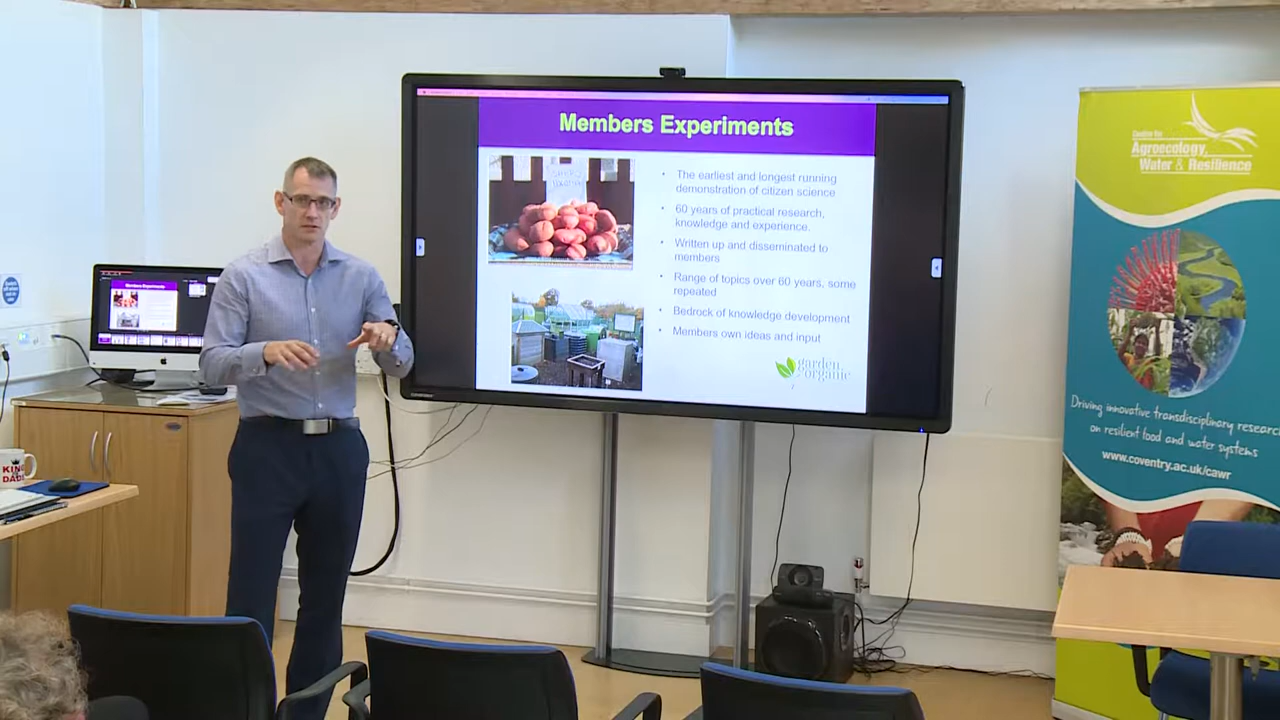 Members Experiments
The earliest and longest running
demonstration of citizen science
60 years of practical research,
knowledge and experience.
Written up and disseminated to
members
Range of topics over 60 years, some
repeated
Bedrock of knowledge development
Members own ideas and input
garden
organic
Members Experiments
Centre for
Agroecology,
Water & Resilience
Driving innovative transdisciplinary research
on resilient food and water systems
www.coventry.ac.uk/cawr
KING